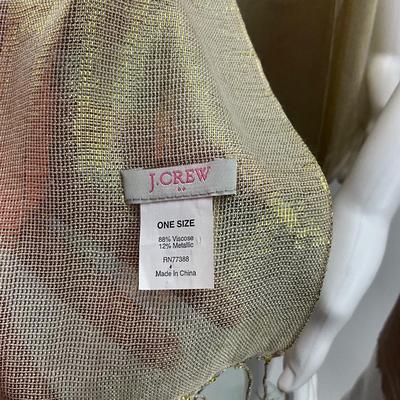 J.CREW
ONE SIZE
88% Viscose
12% Metallic
RN77388
Made in China